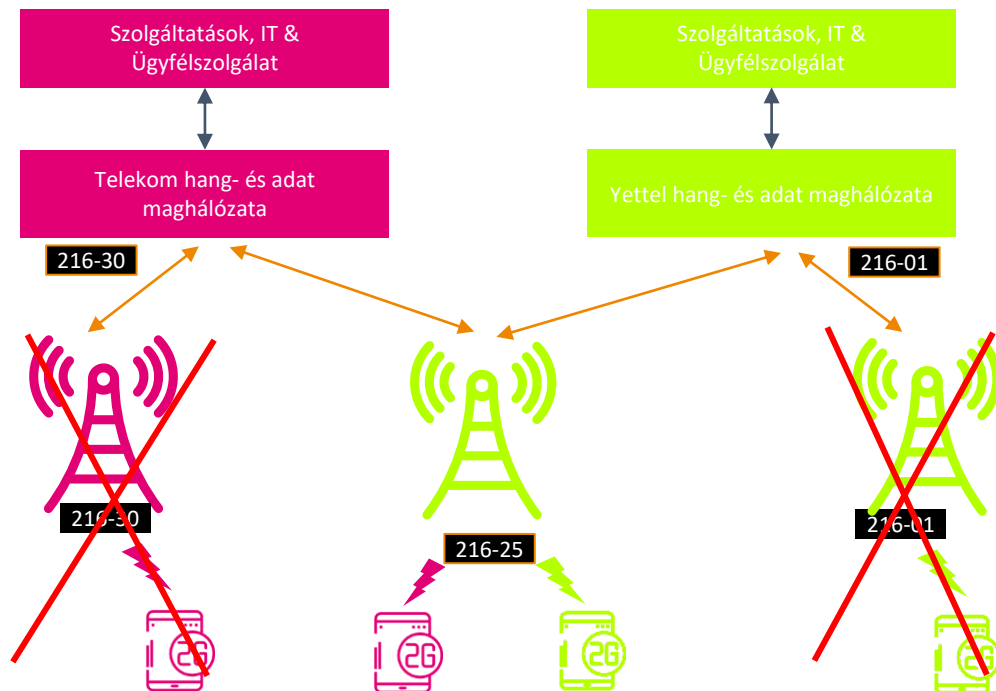 Szolgáltatások, IT &
Ügyfélszolgálat
Szolgáltatások, IT &
Ügyfélszolgálat
Telekom hang- és adat
maghálózata
Yettel hang- és adat maghálózata
216-30
216-01
216-30
216-25
216-01
2G
2G
2G
2G